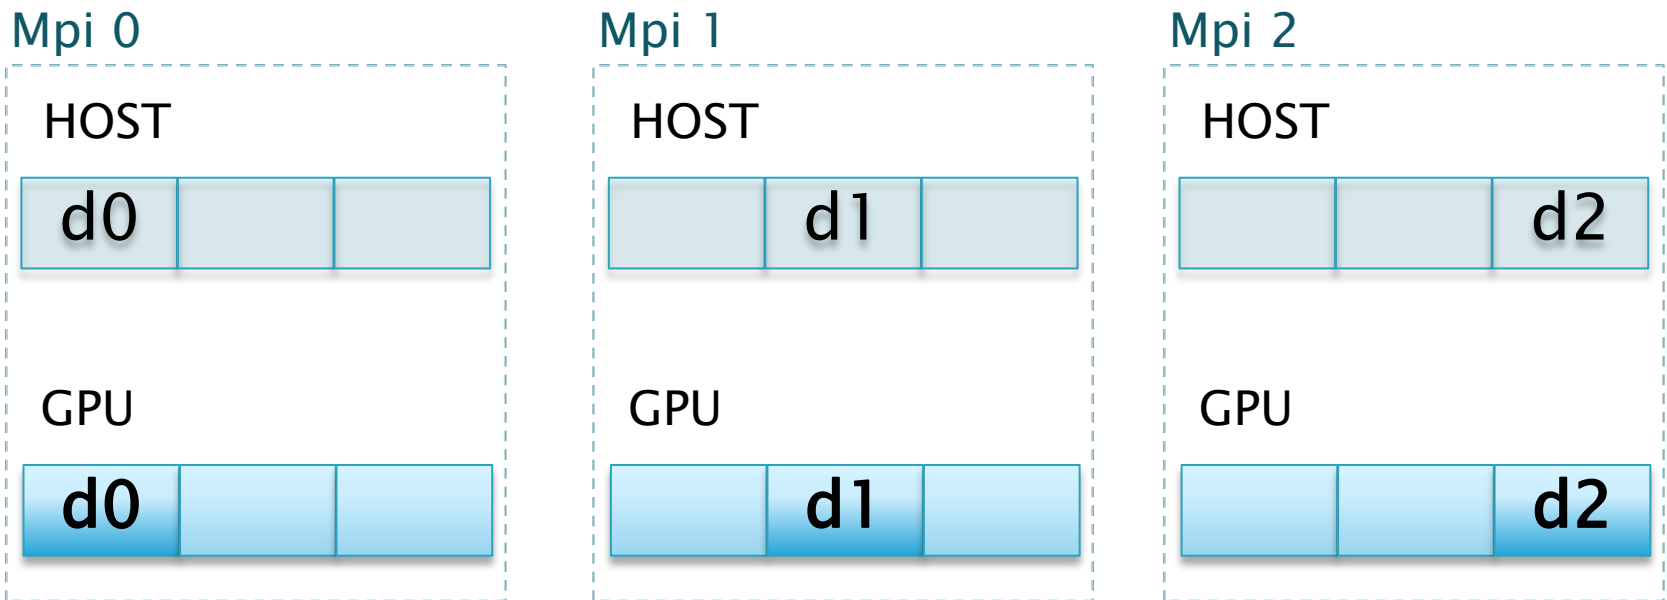 Mpi 0 Mpi 1 Mpi 2
HOST HOST HOST
d0 d1 d2
GPU GPU GPU
d0 d1 d2